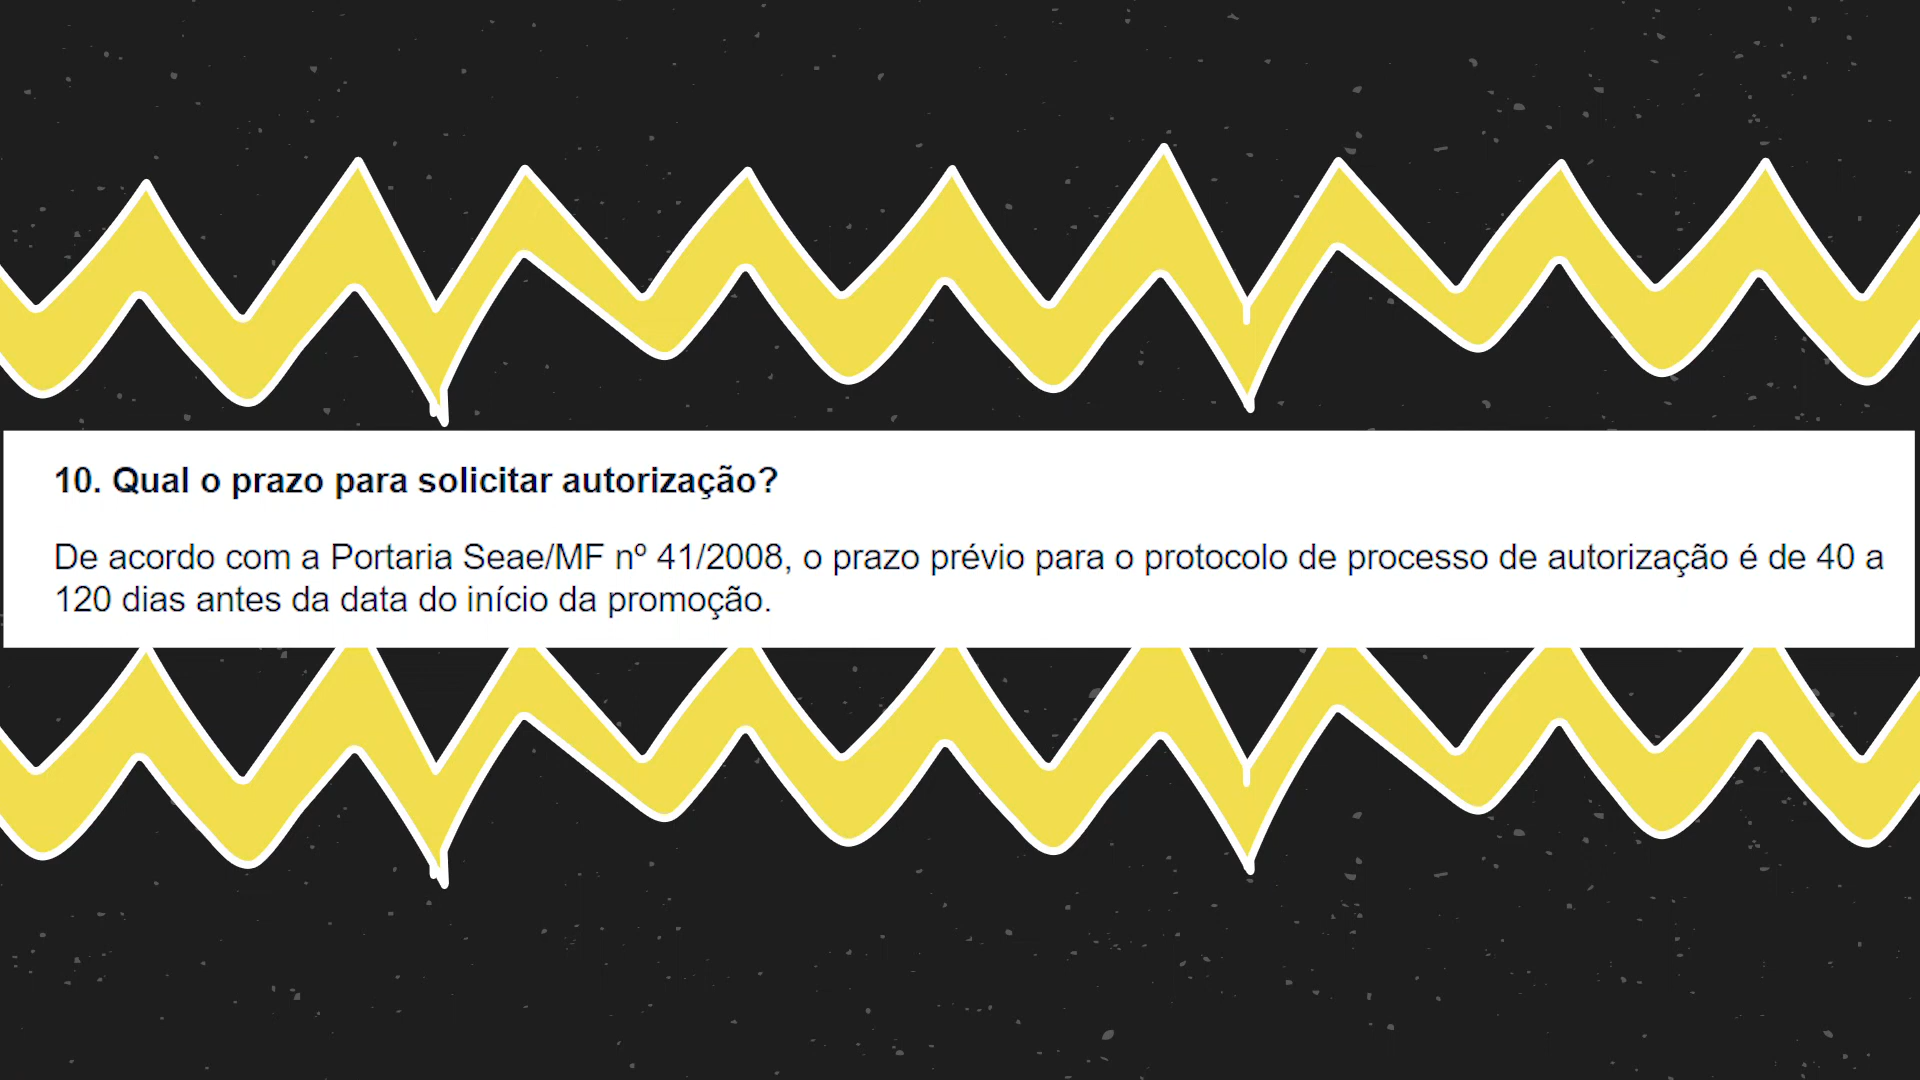 10. Qual o prazo para solicitar autorização?
De acordo com a Portaria Seae/MF nº 41/2008, o prazo prévio para o protocolo de processo de autorização é de 40 a
120 dias antes da data do início da promoção.